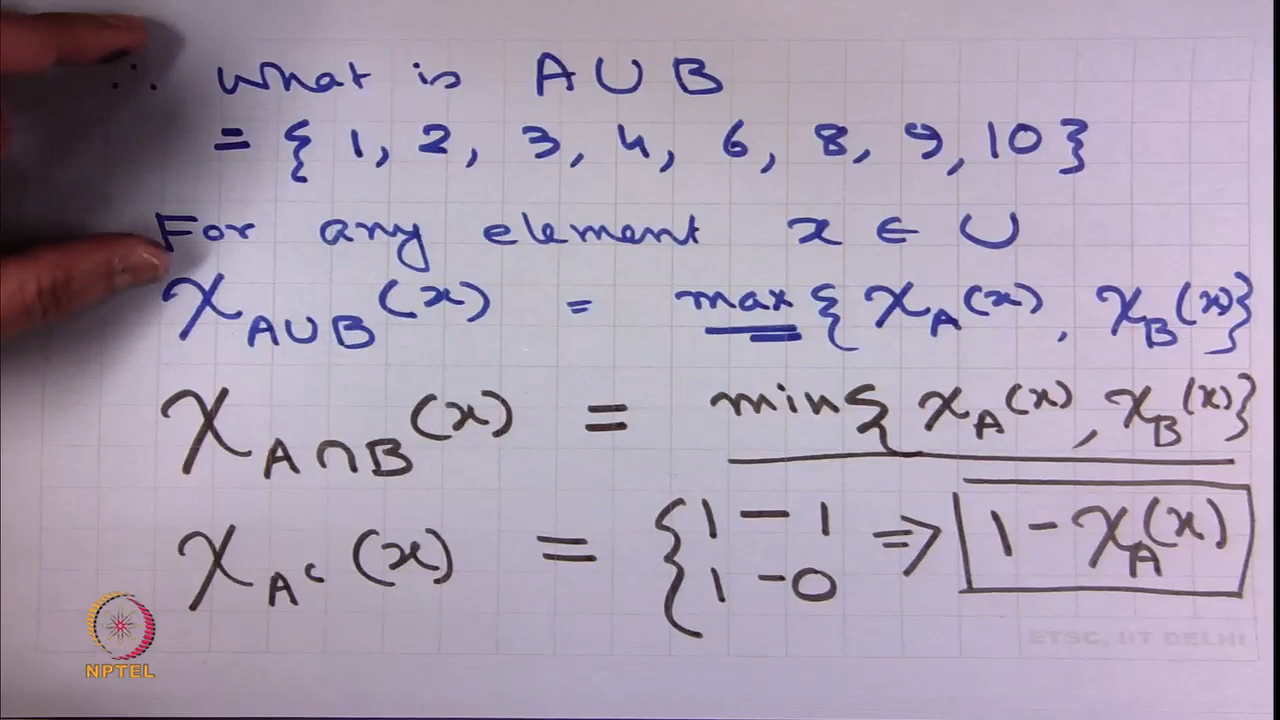 ∴ What is A ∪ B
= { 1, 2, 3, 4, 6, 8, 9, 10 }
For any element x ∈ U
χ_{A∪B}(x) = max { χ_A(x), χ_B(x) }
χ_{A∩B}(x) = min { χ_A(x), χ_B(x) }
χ_{A^c}(x) = { 1 − 1
1 − 0 ⇒ 1 − χ_A(x)
ETSC, IIT DELHI
NPTEL